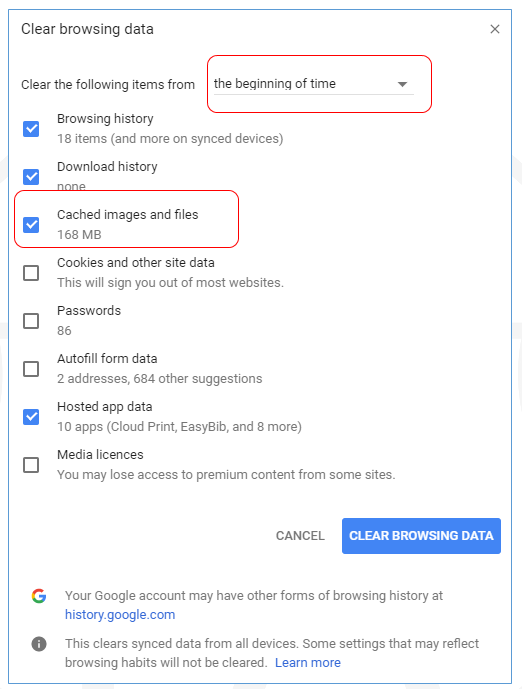 Clear browsing data
Clear the following items from the beginning of time
Browsing history
18 items (and more on synced devices)
Download history
none
Cached images and files
168 MB
Cookies and other site data
This will sign you out of most websites.
Passwords
86
Autofill form data
2 addresses, 684 other suggestions
Hosted app data
10 apps (Cloud Print, EasyBib, and 8 more)
Media licences
You may lose access to premium content from some sites.
CANCEL CLEAR BROWSING DATA
Your Google account may have other forms of browsing history at
history.google.com
This clears synced data from all devices. Some settings that may reflect
browsing habits will not be cleared. Learn more